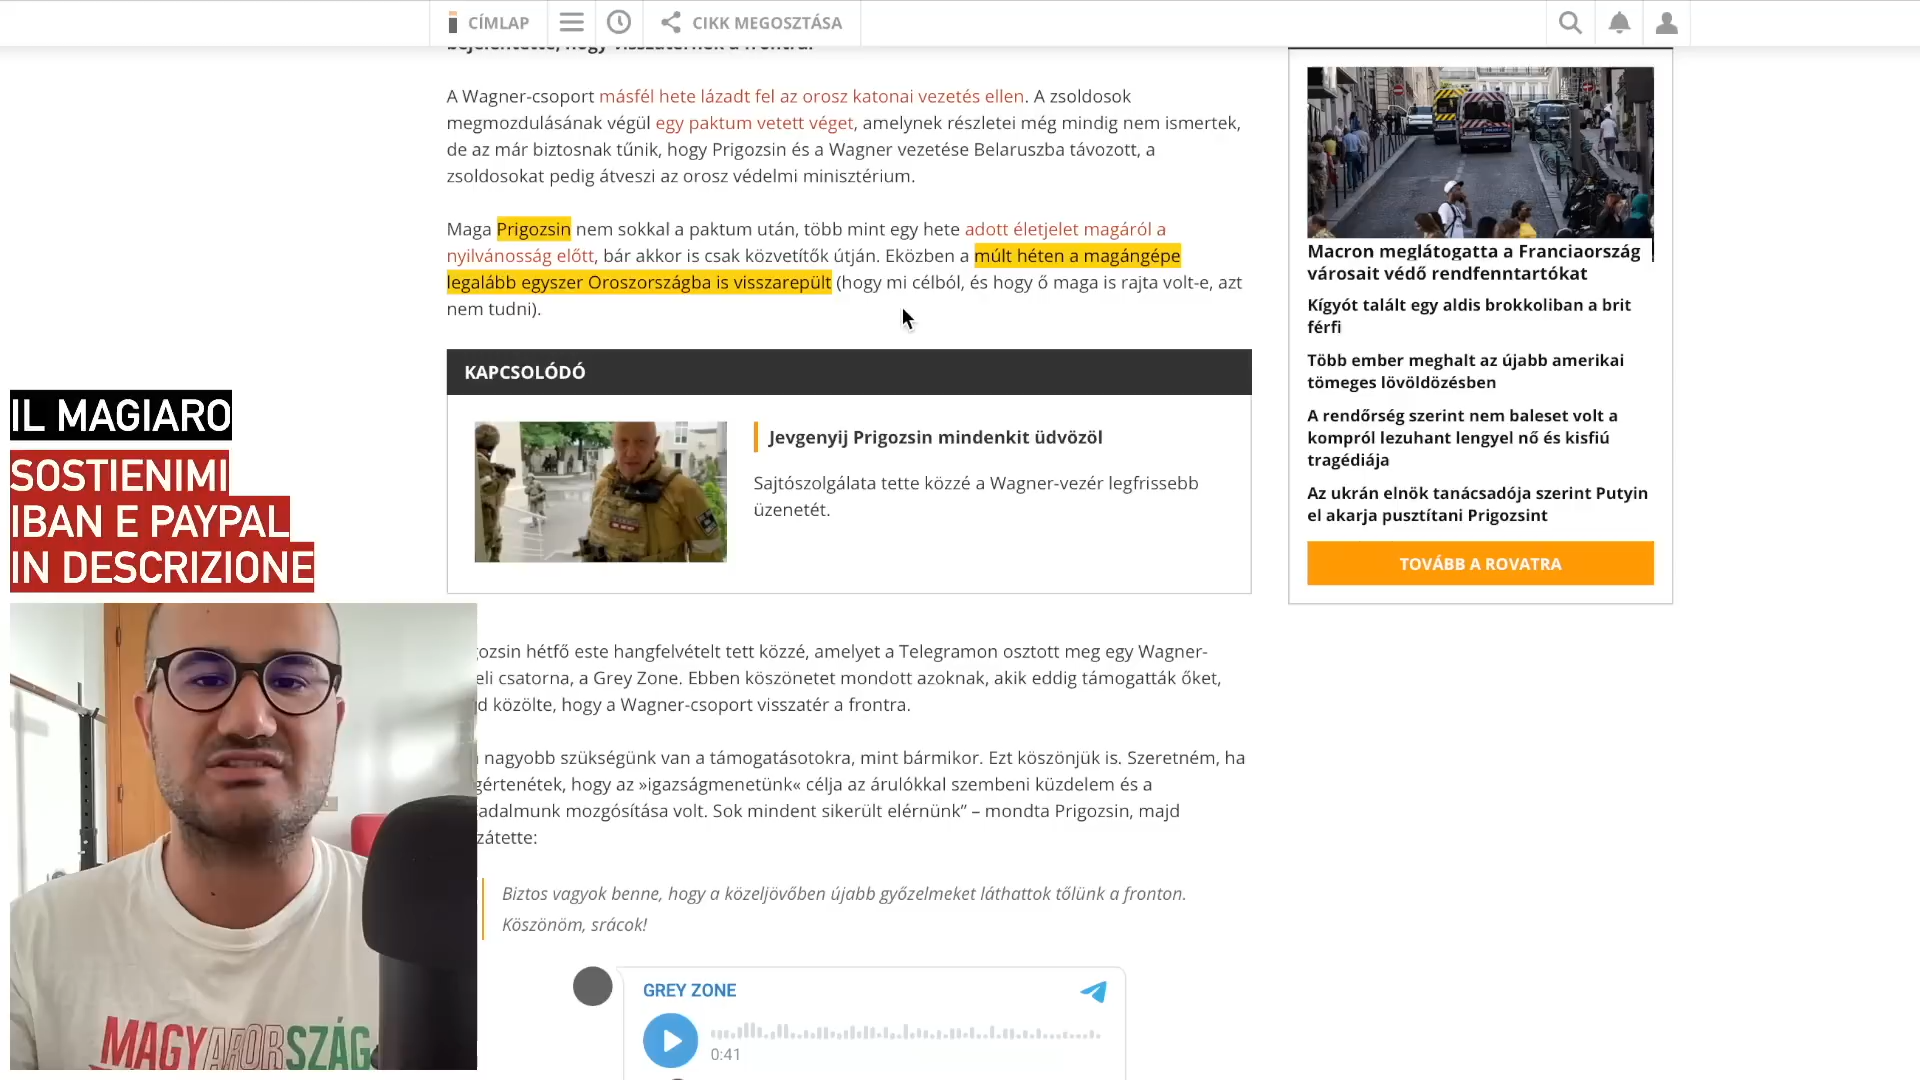 CÍMLAP
CIKK MEGOSZTÁSA
bejelentette, hogy visszatérnek a frontra.
A Wagner-csoport másfél hete lázadt fel az orosz katonai vezetés ellen. A zsoldosok
megmozdulásának végül egy paktum vetett véget, amelynek részletei még mindig nem ismertek,
de az már biztosnak tűnik, hogy Prigozsin és a Wagner vezetése Belaruszba távozott, a
zsoldosokat pedig átveszi az orosz védelmi minisztérium.
Maga Prigozsin nem sokkal a paktum után, több mint egy hete adott életjelet magáról a
nyilvánosság előtt, bár akkor is csak közvetítők útján. Eközben a múlt héten a magángépe
legalább egyszer Oroszországba is visszarepült (hogy mi célból, és hogy ő maga is rajta volt-e, azt
nem tudni).
KAPCSOLÓDÓ
Jevgenyij Prigozsin mindenkit üdvözöl
Sajtószolgálata tette közzé a Wagner-vezér legfrissebb
üzenetét.
gozsin hétfő este hangfelvételt tett közzé, amelyet a Telegramon osztott meg egy Wagner-
eli csatorna, a Grey Zone. Ebben köszönetet mondott azoknak, akik eddig támogatták őket,
d közölte, hogy a Wagner-csoport visszatér a frontra.
nagyobb szükségünk van a támogatásotokra, mint bármikor. Ezt köszönjük is. Szeretném, ha
gértenétek, hogy az »igazságmenetünk« célja az árulókkal szembeni küzdelem és a
sadalmunk mozgósítása volt. Sok mindent sikerült elérnünk” – mondta Prigozsin, majd
zátette:
Biztos vagyok benne, hogy a közeljövőben újabb győzelmeket láthattok tőlünk a fronton.
Köszönöm, srácok!
GREY ZONE
0:41
Macron meglátogatta a Franciaország
városait védő rendfenntartókat
Kígyót talált egy aldis brokkoliban a brit
férfi
Több ember meghalt az újabb amerikai
tömeges lövöldözésben
A rendőrség szerint nem baleset volt a
kompról lezuhant lengyel nő és kisfiú
tragédiája
Az ukrán elnök tanácsadója szerint Putyin
el akarja pusztítani Prigozsint
TOVÁBB A ROVATRA
IL MAGIARO
SOSTIENIMI
IBAN E PAYPAL
IN DESCRIZIONE
MAGYARORSZÁG